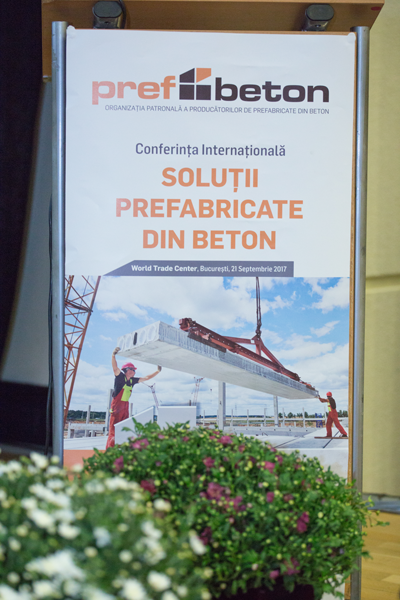 pref beton
ORGANIZAȚIA PATRONALĂ A PRODUCĂTORILOR DE PREFABRICATE DIN BETON
Conferința Internațională
SOLUȚII
PREFABRICATE
DIN BETON
World Trade Center, București, 21 Septembrie 2017